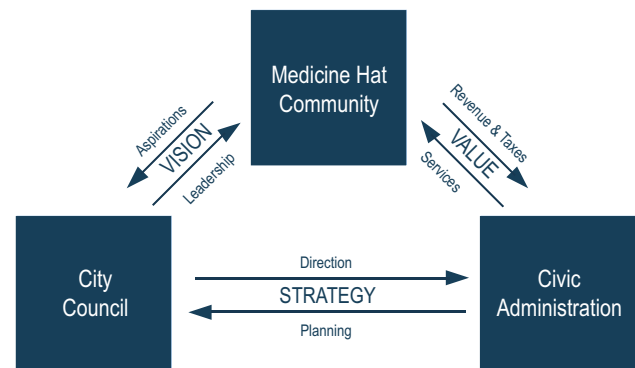 Medicine Hat
Community
Aspirations
VISION
Leadership
Revenue & Taxes
VALUE
Services
City
Council
Direction
STRATEGY
Planning
Civic
Administration